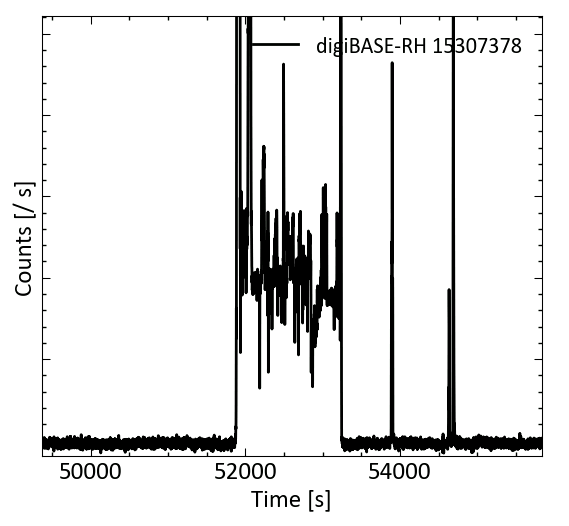 digiBASE-RH 15307378
Counts [/ s]
50000 52000 54000
Time [s]